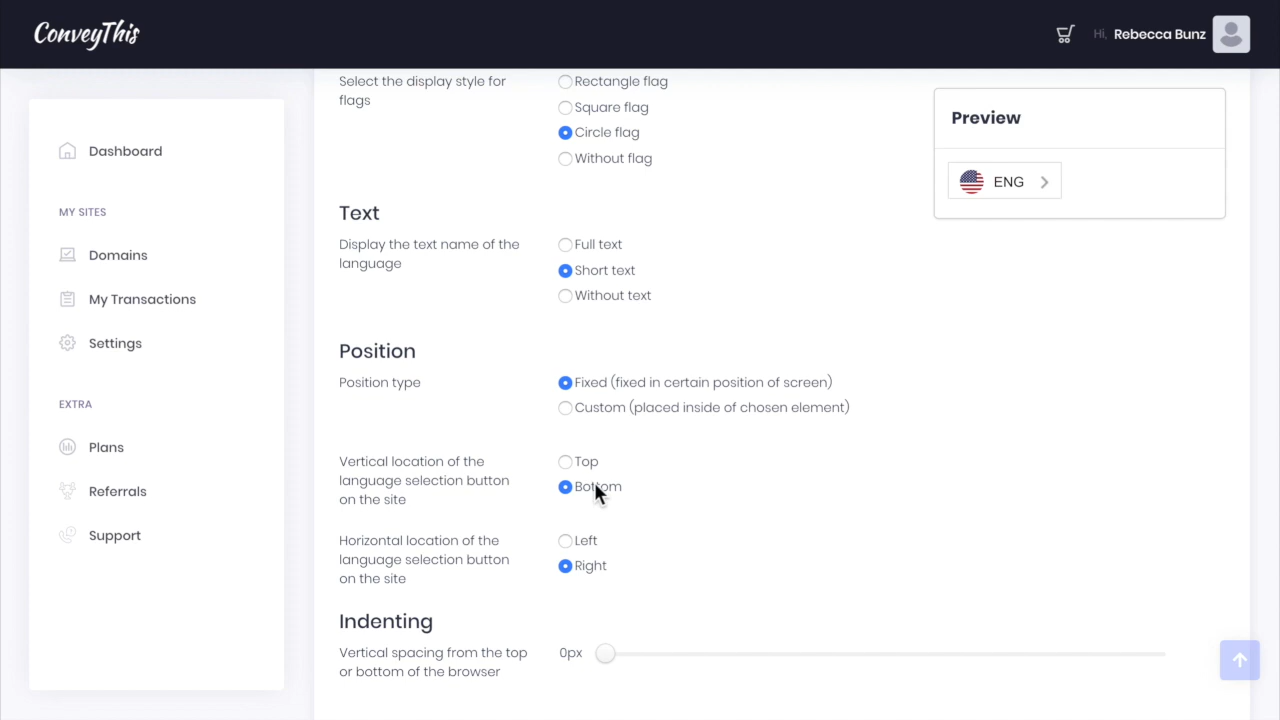 ConveyThis
Hi, Rebecca Bunz
Dashboard
MY SITES
Domains
My Transactions
Settings
EXTRA
Plans
Referrals
Support
Select the display style for
flags
Rectangle flag
Square flag
Circle flag
Without flag
Text
Display the text name of the
language
Full text
Short text
Without text
Position
Position type
Fixed (fixed in certain position of screen)
Custom (placed inside of chosen element)
Vertical location of the
language selection button
on the site
Top
Bottom
Horizontal location of the
language selection button
on the site
Left
Right
Indenting
Vertical spacing from the top
or bottom of the browser
0px
Preview
ENG